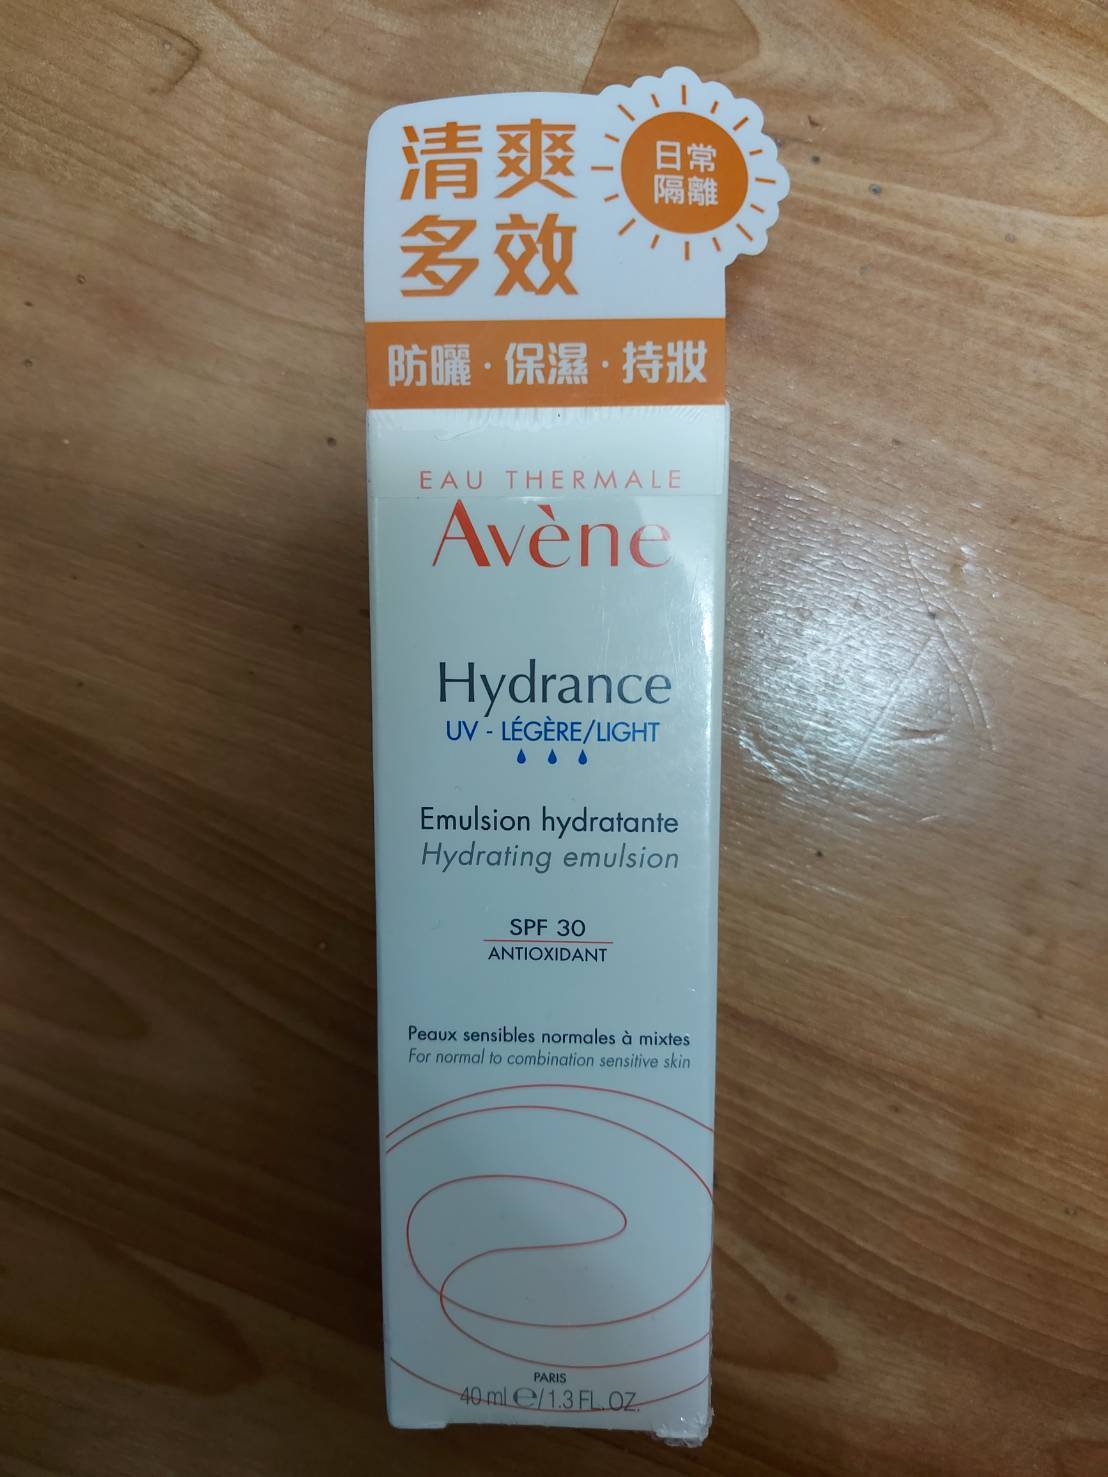 清爽
多效
日常
隔離
防曬·保濕·持妝
EAU THERMALE
Avène
Hydrance
UV - LÉGÈRE/LIGHT
Emulsion hydratante
Hydrating emulsion
SPF 30
ANTIOXIDANT
Peaux sensibles normales à mixtes
For normal to combination sensitive skin
PARIS
40 ml ℮/1.3 FL. OZ.